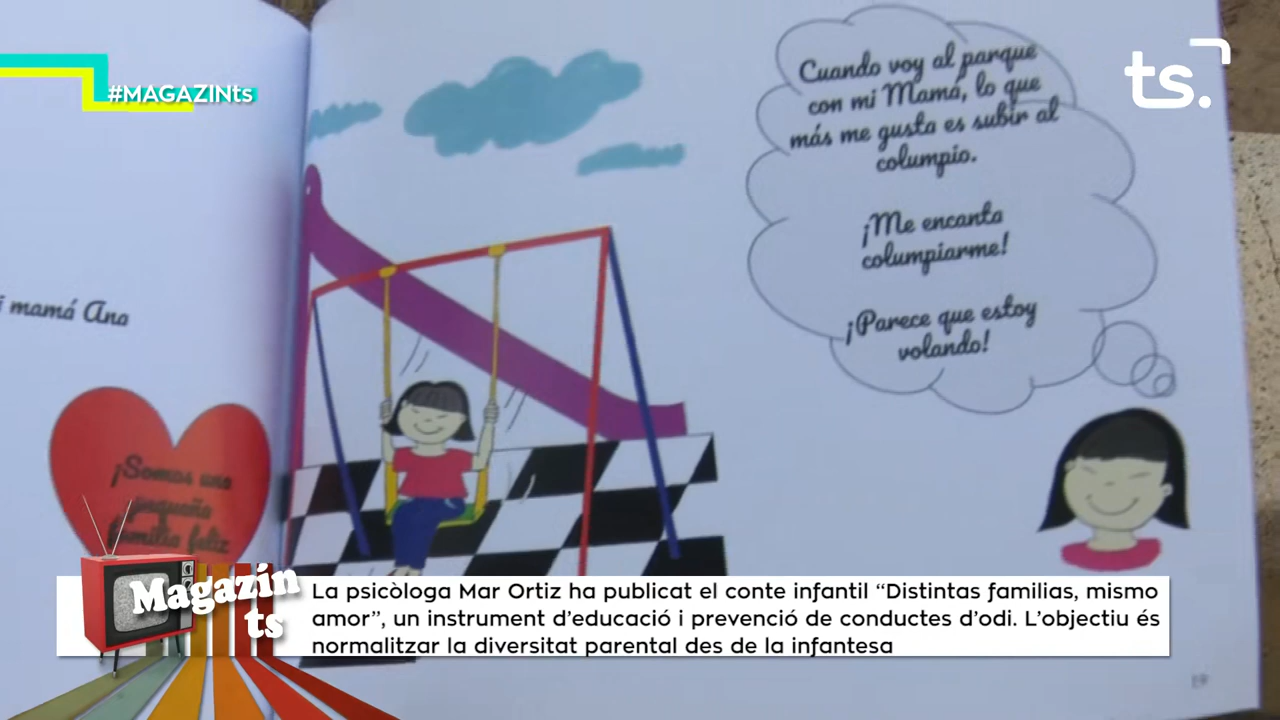 #MAGAZINts
ts.
Cuando voy al parque
con mi Mamá, lo que
más me gusta es subir al
columpio.
¡Me encanta
columpiarme!
¡Parece que estoy
volando!
mamá Ana
¡Somos una
pequeña
familia feliz
Magazin
ts
La psicòloga Mar Ortiz ha publicat el conte infantil “Distintas familias, mismo
amor”, un instrument d’educació i prevenció de conductes d’odi. L’objectiu és
normalitzar la diversitat parental des de la infantesa
19